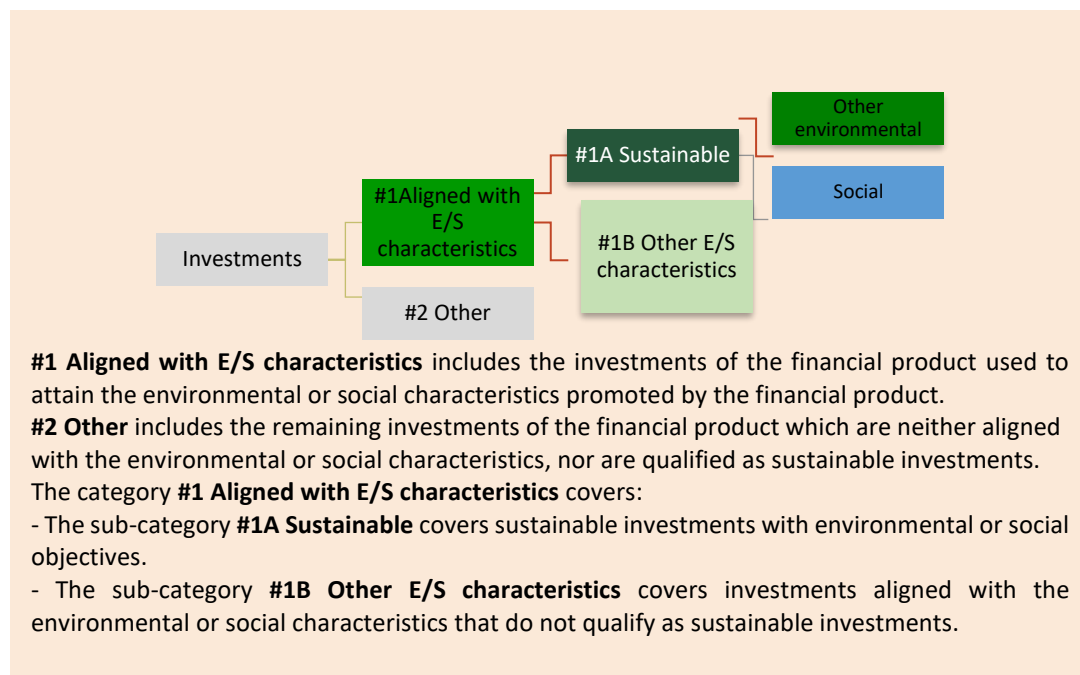 Other
environmental
#1A Sustainable
Social
#1Aligned with
E/S
characteristics
#1B Other E/S
characteristics
Investments
#2 Other
#1 Aligned with E/S characteristics includes the investments of the financial product used to
attain the environmental or social characteristics promoted by the financial product.
#2 Other includes the remaining investments of the financial product which are neither aligned
with the environmental or social characteristics, nor are qualified as sustainable investments.
The category #1 Aligned with E/S characteristics covers:
- The sub-category #1A Sustainable covers sustainable investments with environmental or social
objectives.
- The sub-category #1B Other E/S characteristics covers investments aligned with the
environmental or social characteristics that do not qualify as sustainable investments.